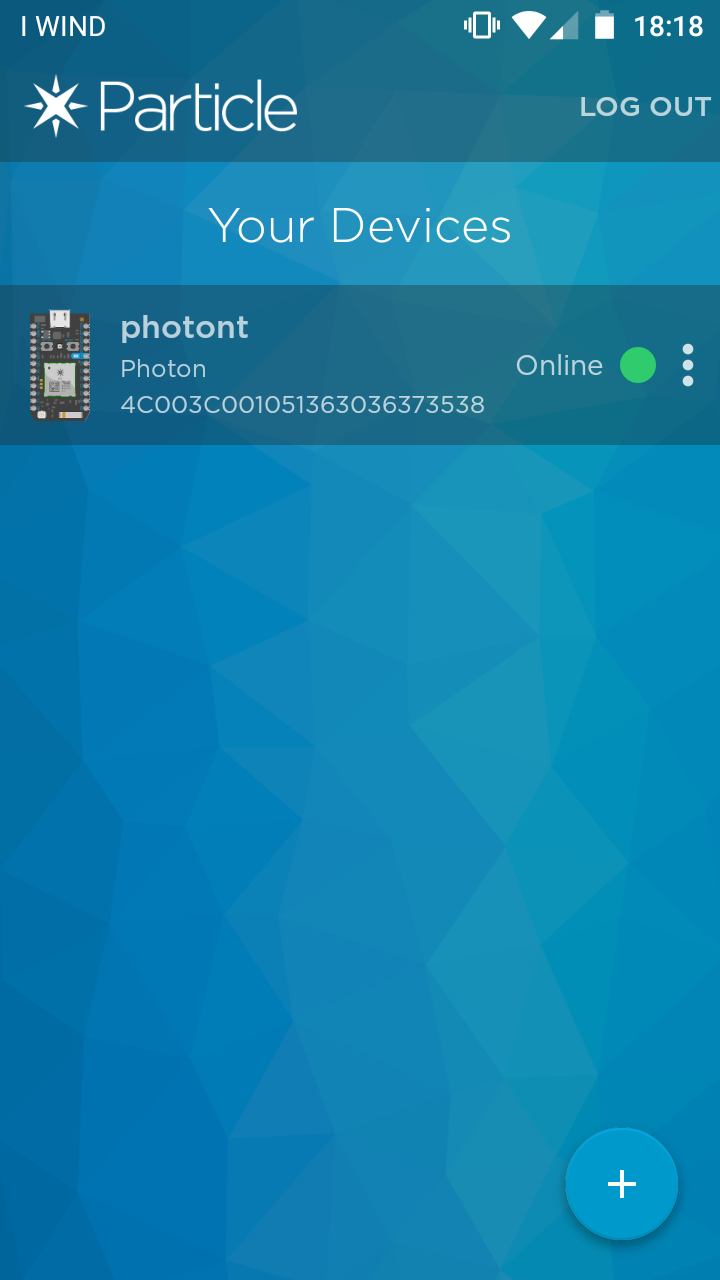 I WIND 18:18
Particle LOG OUT
Your Devices
photont
Photon
Online
4C003C001051363036373538